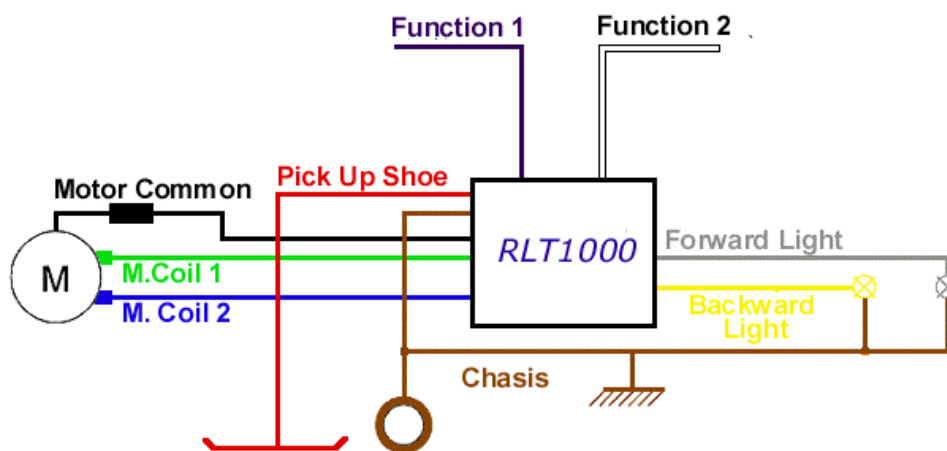 Function 1
Function 2
Pick Up Shoe
Motor Common
RLT1000
Forward Light
M
M.Coil 1
M. Coil 2
Backward
Light
Chasis